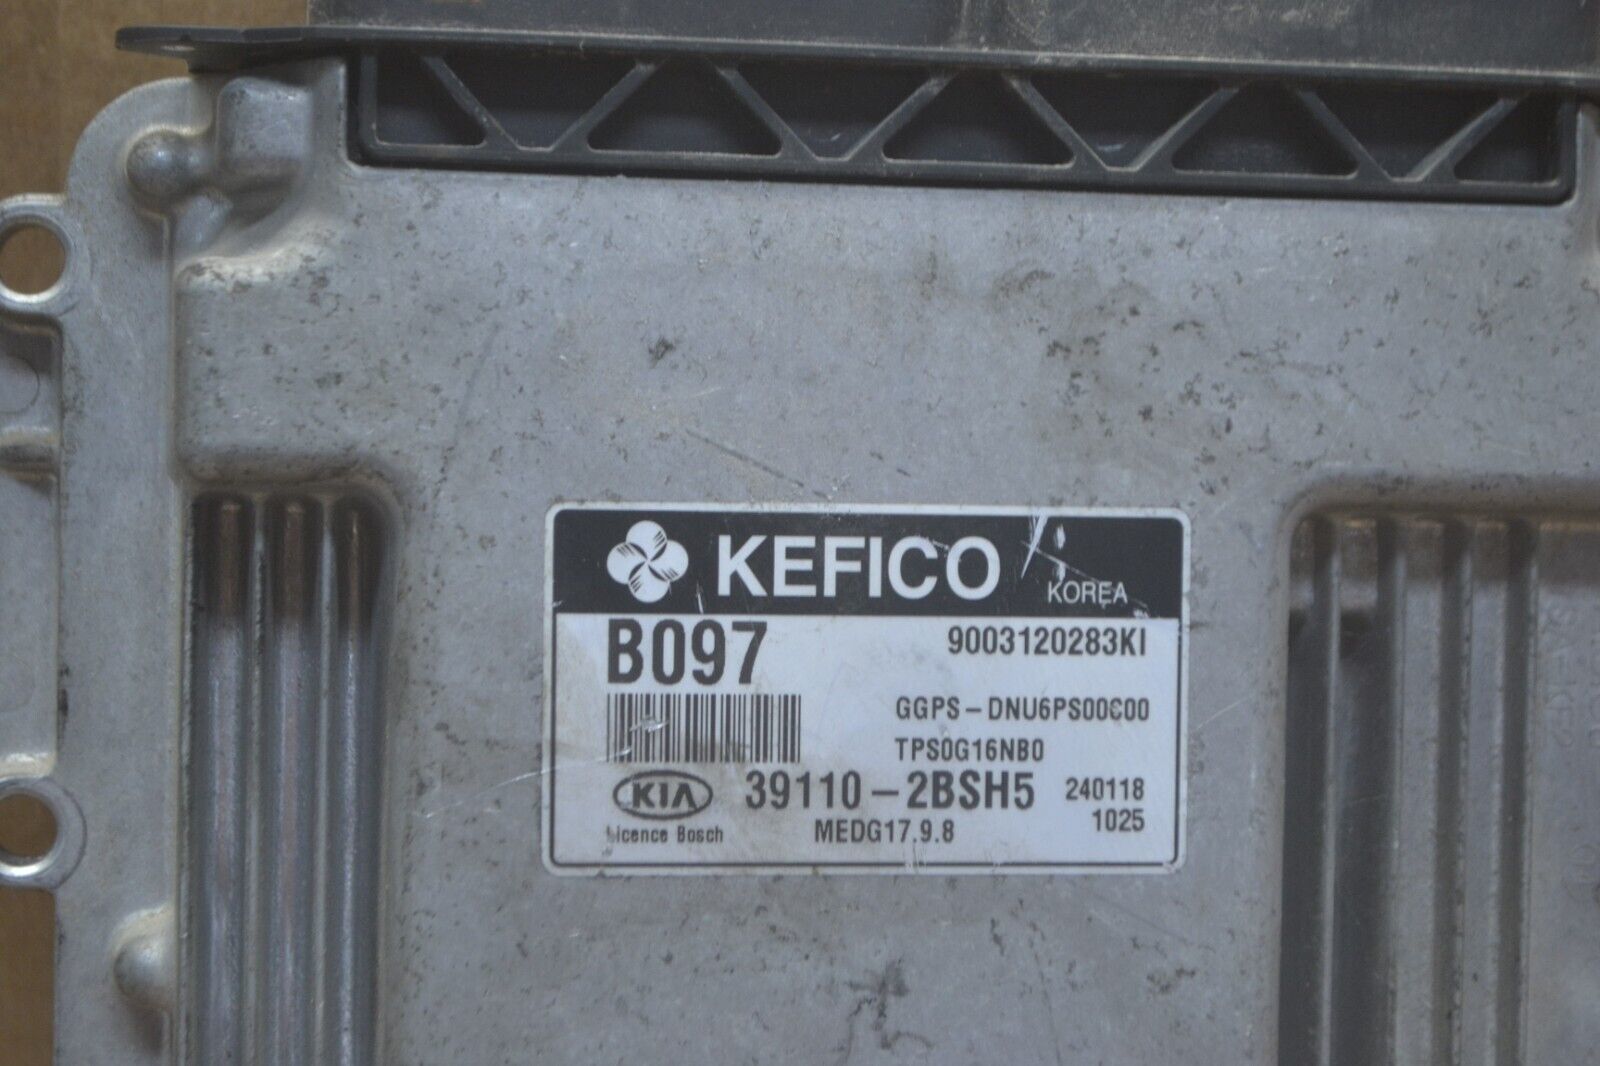 KEFICO KOREA
B097 9003120283KI
GGPS-DNU6PS00C00
TPS0G16NB0
KIA 39110-2BSH5 240118
Licence Bosch MEDG17.9.8 1025